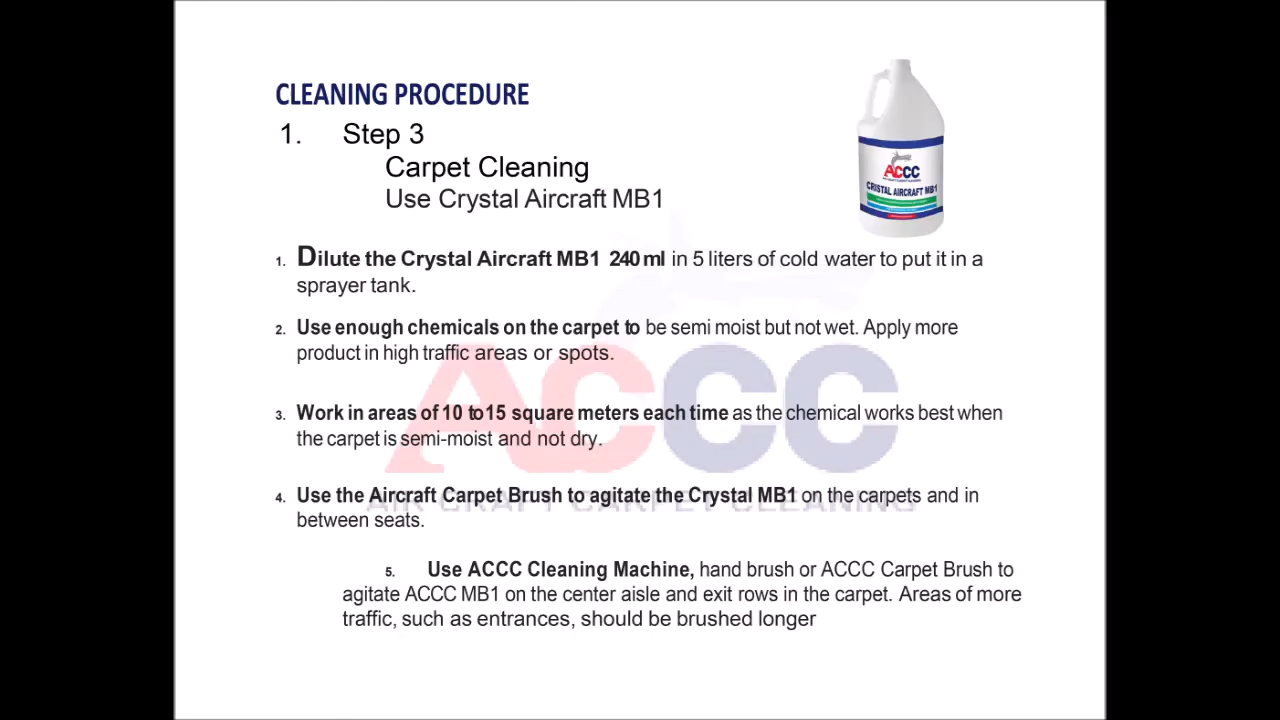 CLEANING PROCEDURE
1. Step 3
Carpet Cleaning
Use Crystal Aircraft MB1
ACCC
CRISTAL AIRCRAFT MB1
1. Dilute the Crystal Aircraft MB1 240 ml in 5 liters of cold water to put it in a
sprayer tank.
2. Use enough chemicals on the carpet to be semi moist but not wet. Apply more
product in high traffic areas or spots.
ACCC
3. Work in areas of 10 to15 square meters each time as the chemical works best when
the carpet is semi-moist and not dry.
4. Use the Aircraft Carpet Brush to agitate the Crystal MB1 on the carpets and in
AIR CRAFT CARPET CLEANING
between seats.
5. Use ACCC Cleaning Machine, hand brush or ACCC Carpet Brush to
agitate ACCC MB1 on the center aisle and exit rows in the carpet. Areas of more
traffic, such as entrances, should be brushed longer